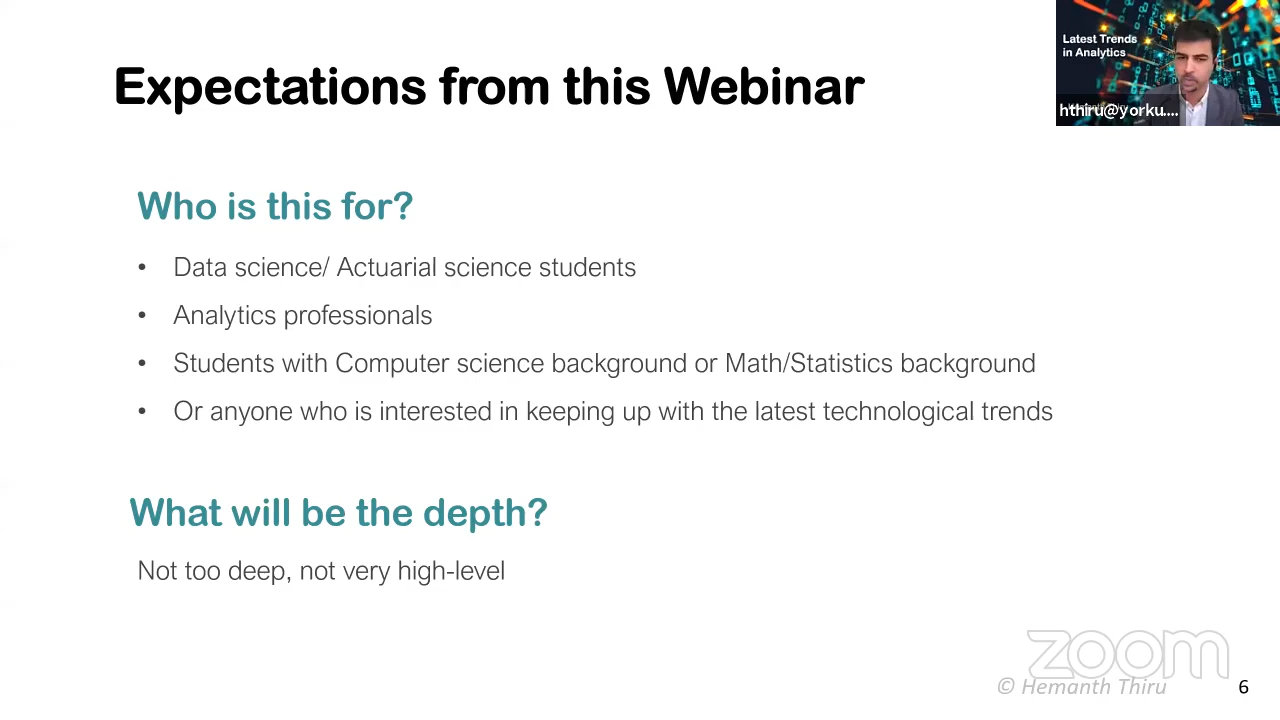 Expectations from this Webinar
Latest Trends
in Analytics
hthiru@yorku....
Who is this for?
• Data science/ Actuarial science students
• Analytics professionals
• Students with Computer science background or Math/Statistics background
• Or anyone who is interested in keeping up with the latest technological trends
What will be the depth?
Not too deep, not very high-level
zoom
© Hemanth Thiru
6